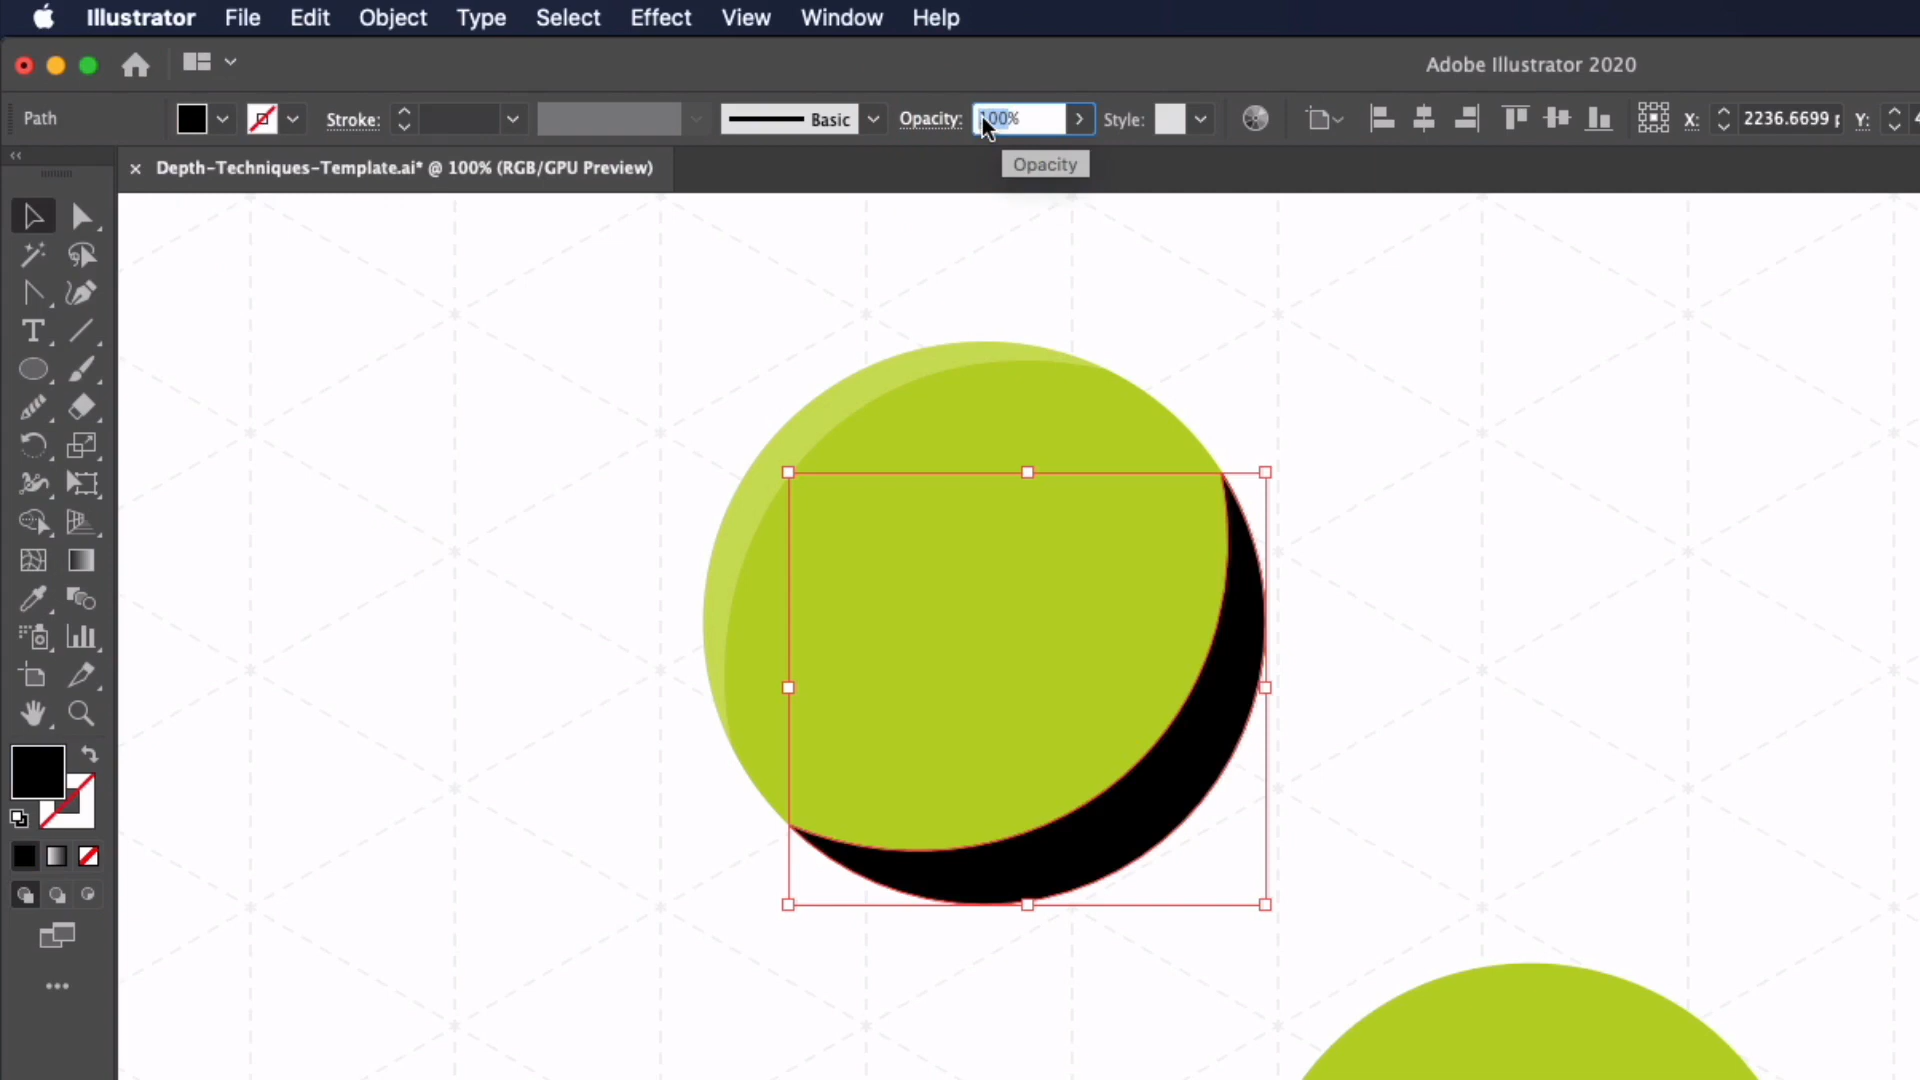 Illustrator File Edit Object Type Select Effect View Window Help
Adobe Illustrator 2020
Path Stroke: Basic Opacity: 100% Style: X: 2236.6699 Y:
Opacity
× Depth-Techniques-Template.ai* @ 100% (RGB/GPU Preview)